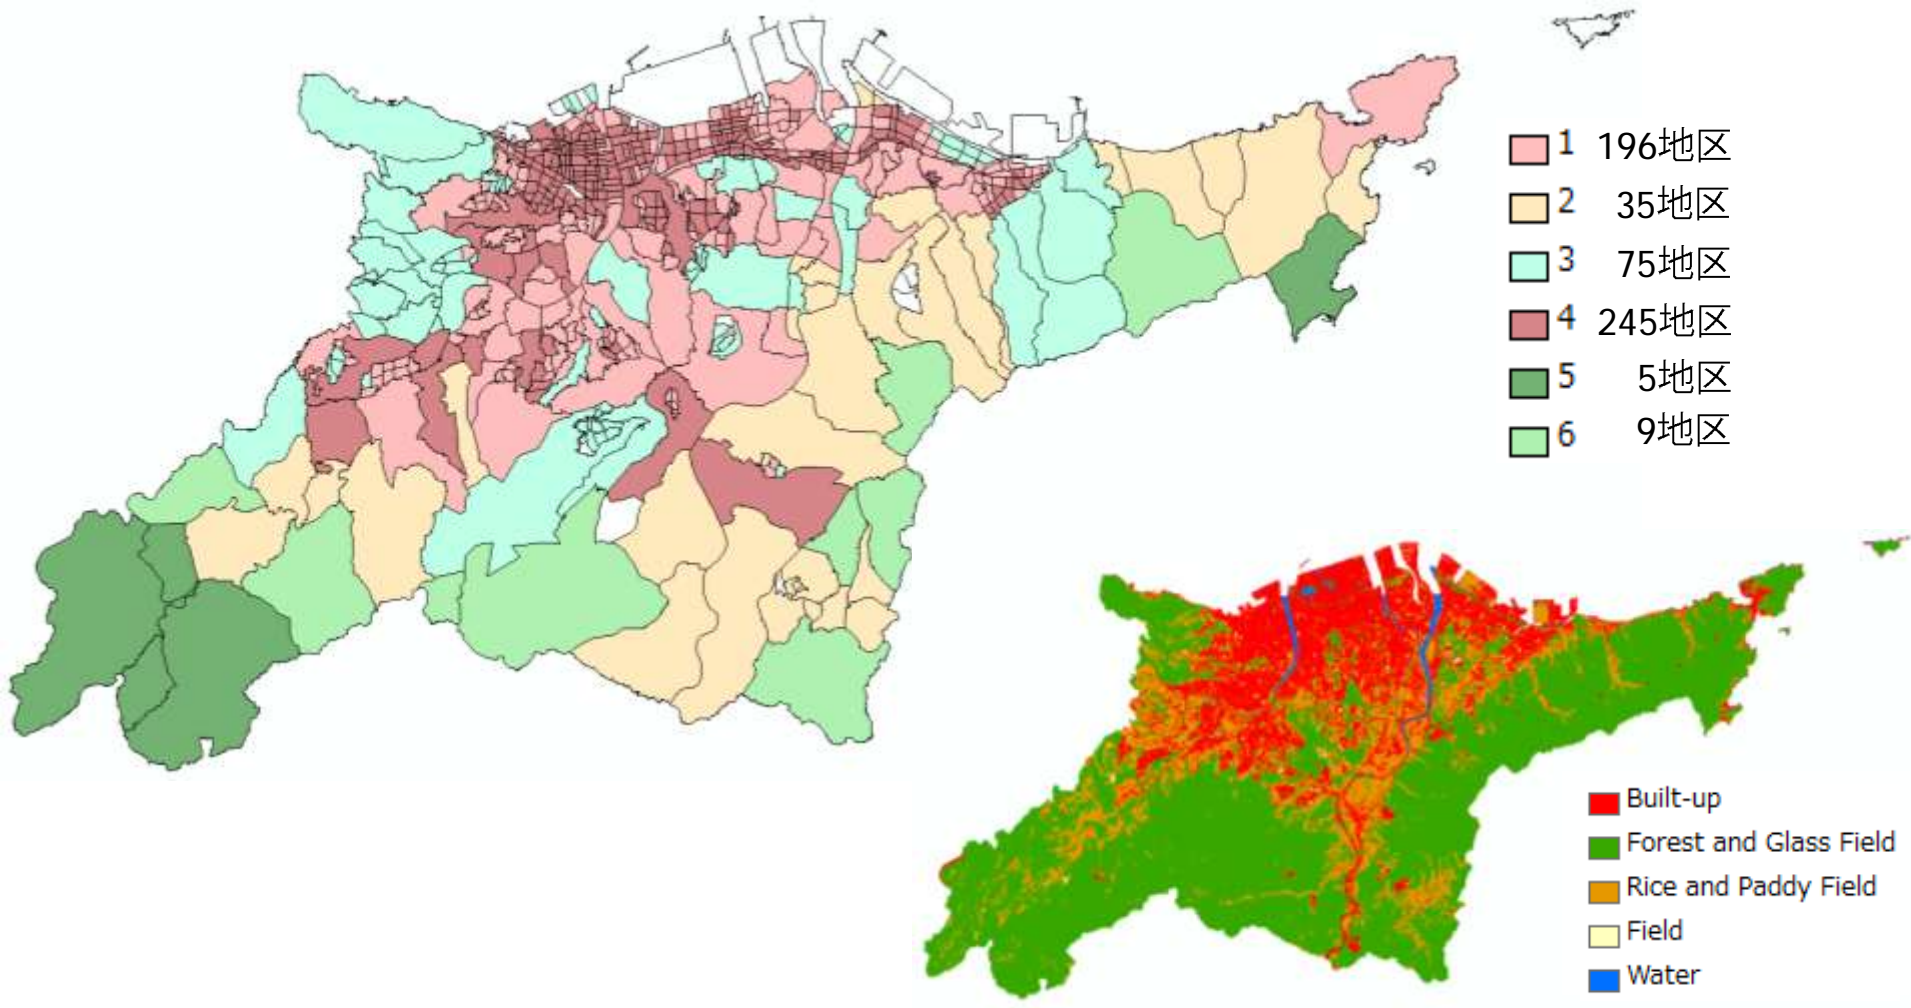 1 196地区
2 35地区
3 75地区
4 245地区
5 5地区
6 9地区
Built-up
Forest and Glass Field
Rice and Paddy Field
Field
Water